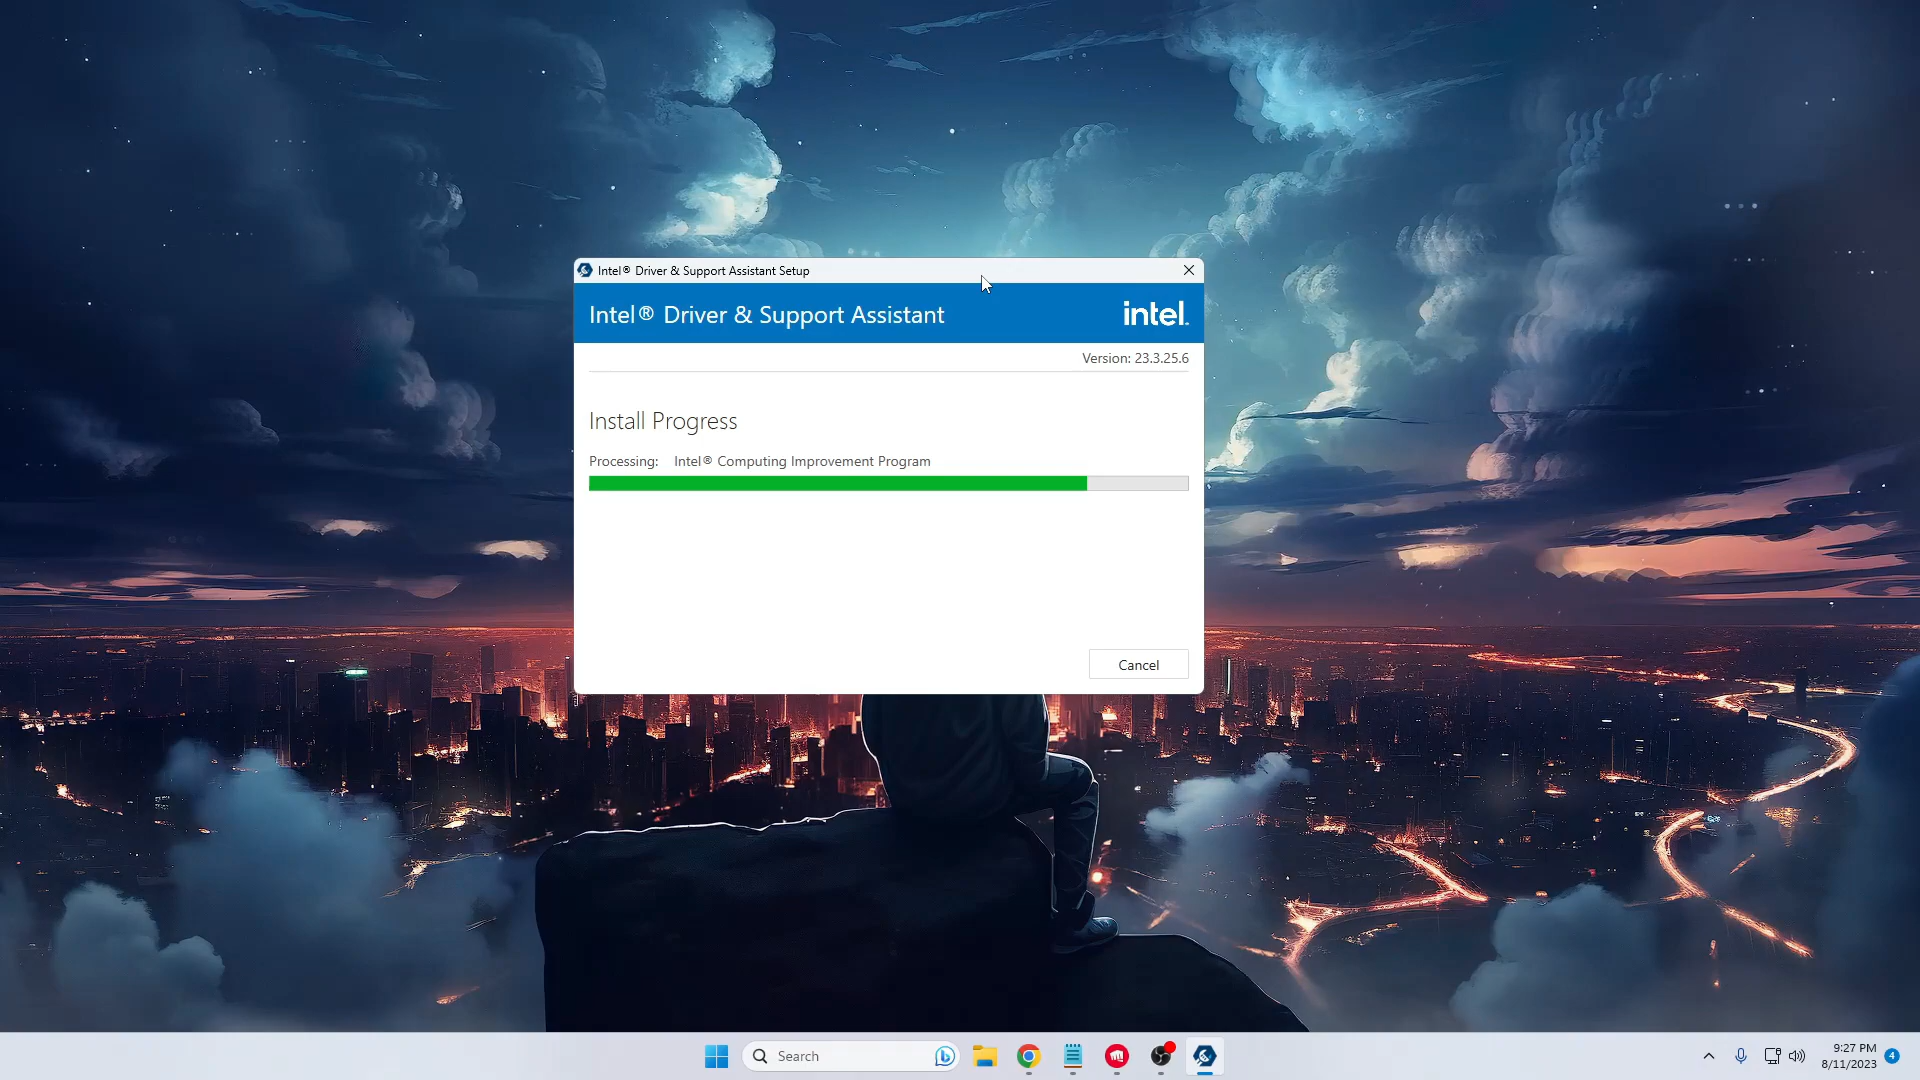 Intel® Driver & Support Assistant Setup
Intel® Driver & Support Assistant
intel.
Version: 23.3.25.6
Install Progress
Processing: Intel® Computing Improvement Program
Cancel
Search
9:27 PM
8/11/2023
4